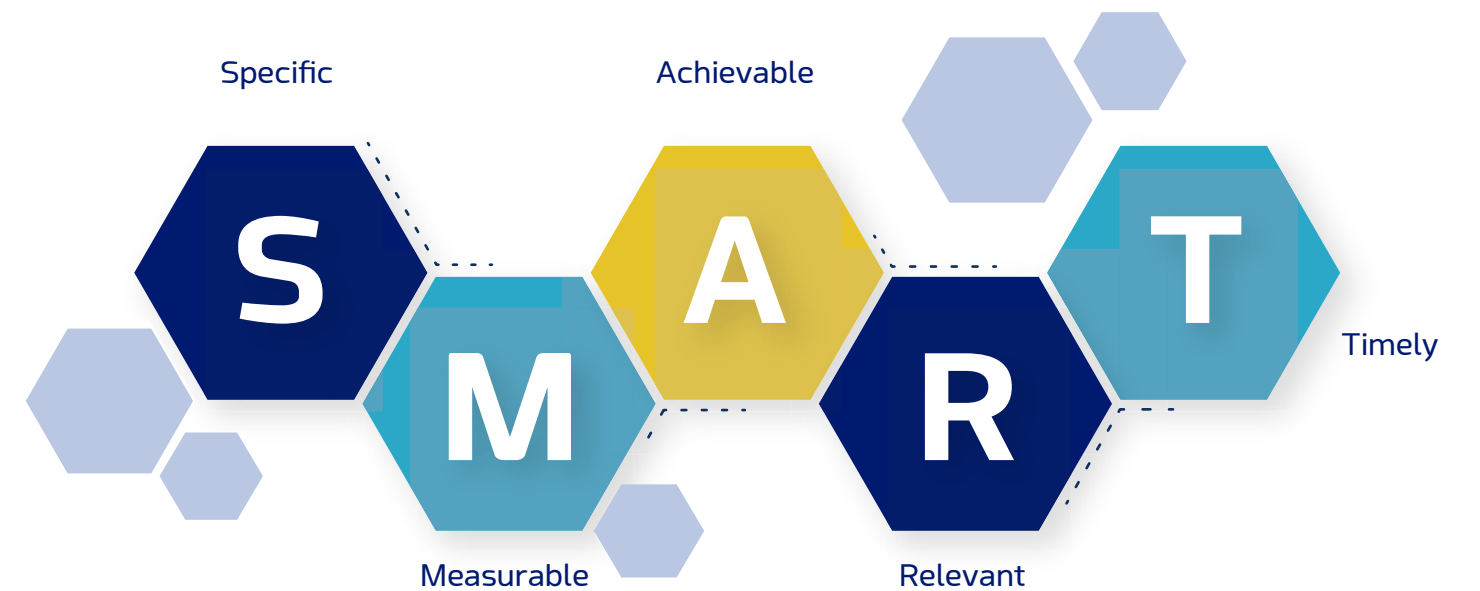 Specific
Achievable
S
A
T
M
R
Timely
Measurable
Relevant